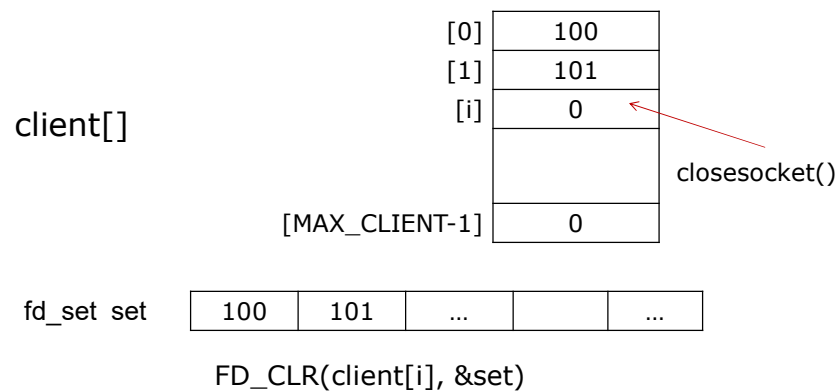 [0] 100
[1] 101
[i] 0
client[]
closesocket()
[MAX_CLIENT-1] 0
fd_set set 100 101 ... ...
FD_CLR(client[i], &set)